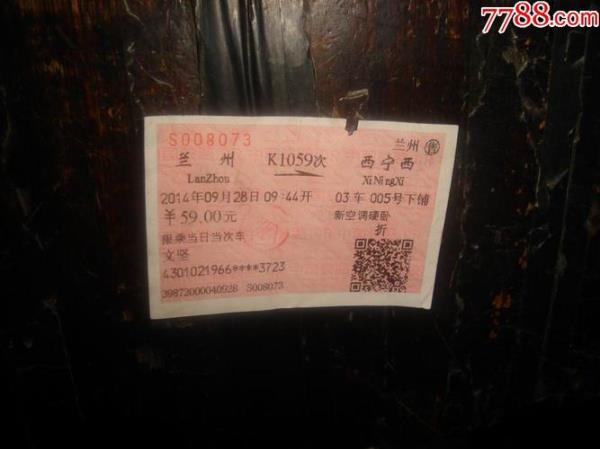 7788.com
S008073
兰州 售
兰州 K1059次 西宁西
LanZhou XiNingXi
2014年09月28日 09:44开 03车 005号下铺
￥59.00元 新空调硬卧
折
限乘当日当次车
文坚
4301021966****3723
39872000040928 S008073